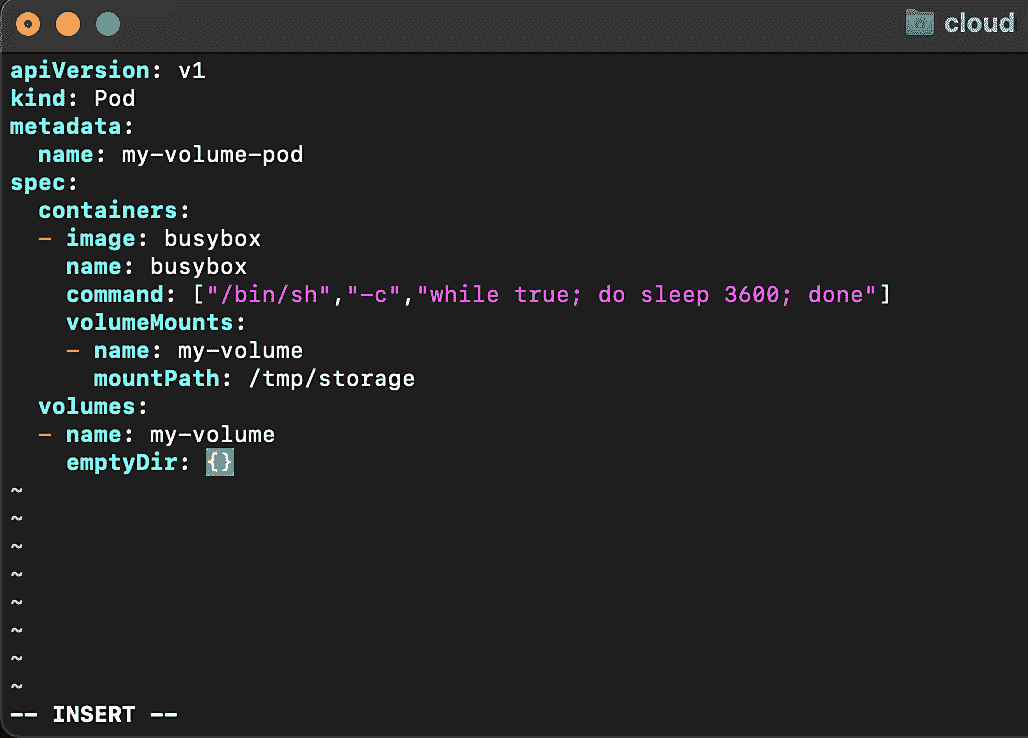 cloud
apiVersion: v1
kind: Pod
metadata:
  name: my-volume-pod
spec:
  containers:
  - image: busybox
    name: busybox
    command: ["/bin/sh","-c","while true; do sleep 3600; done"]
    volumeMounts:
    - name: my-volume
      mountPath: /tmp/storage
  volumes:
  - name: my-volume
    emptyDir: {}
~
~
~
~
~
~
~
~
-- INSERT --